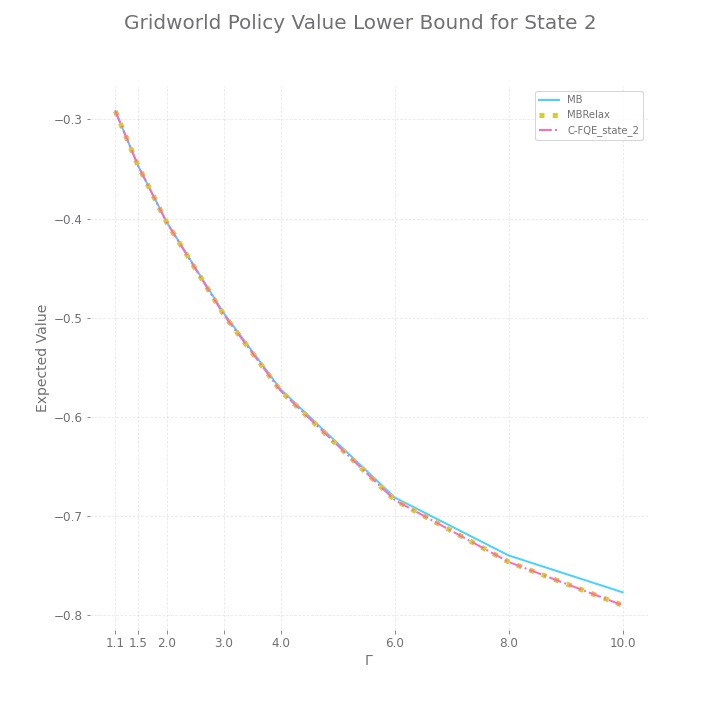 Gridworld Policy Value Lower Bound for State 2
MB
MBRelax
C-FQE_state_2
−0.3
−0.4
−0.5
−0.6
−0.7
−0.8
Expected Value
1.1 1.5 2.0 3.0 4.0 6.0 8.0 10.0
Γ